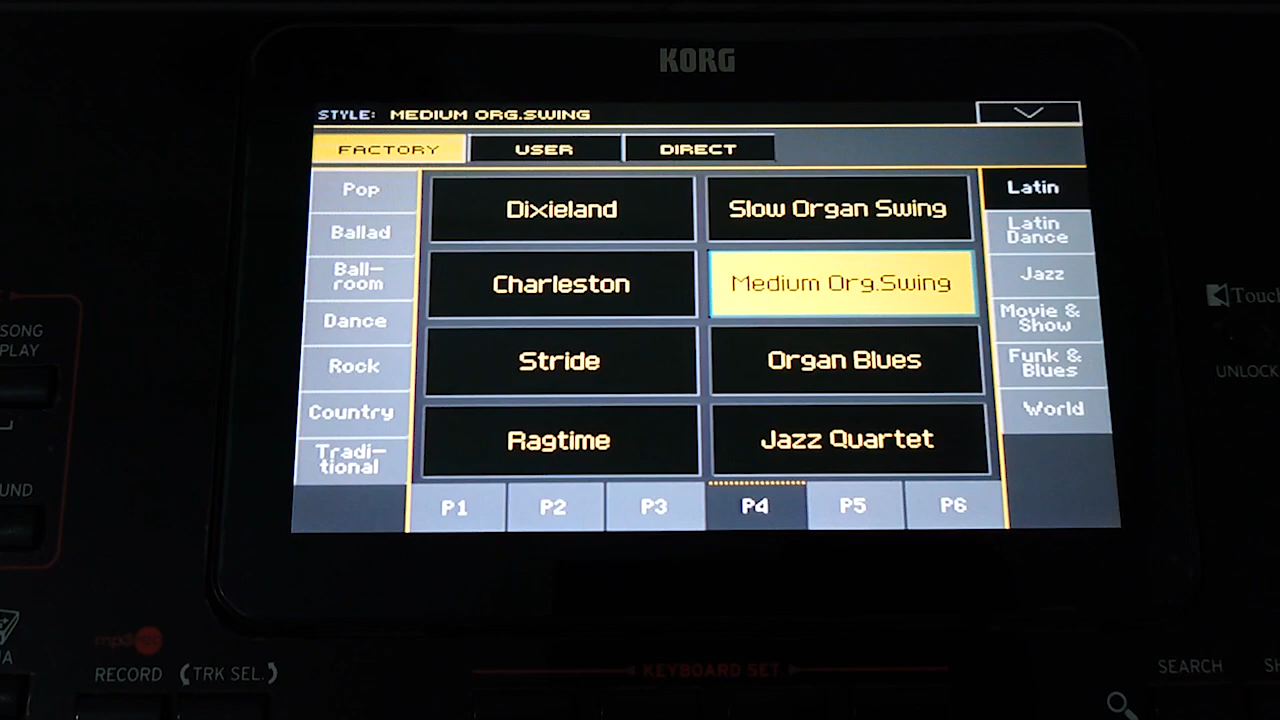 KORG
STYLE: MEDIUM ORG.SWING
FACTORY USER DIRECT
Pop
Ballad
Ball-
room
Dance
Rock
Country
Tradi-
tional
Dixieland
Slow Organ Swing
Charleston
Medium Org.Swing
Stride
Organ Blues
Ragtime
Jazz Quartet
Latin
Latin
Dance
Jazz
Movie &
Show
Funk &
Blues
World
P1 P2 P3 P4 P5 P6
SONG
PLAY
UND
Touch
UNLOCK
mp3 REC
RECORD
TRK SEL.
KEYBOARD SET
SEARCH